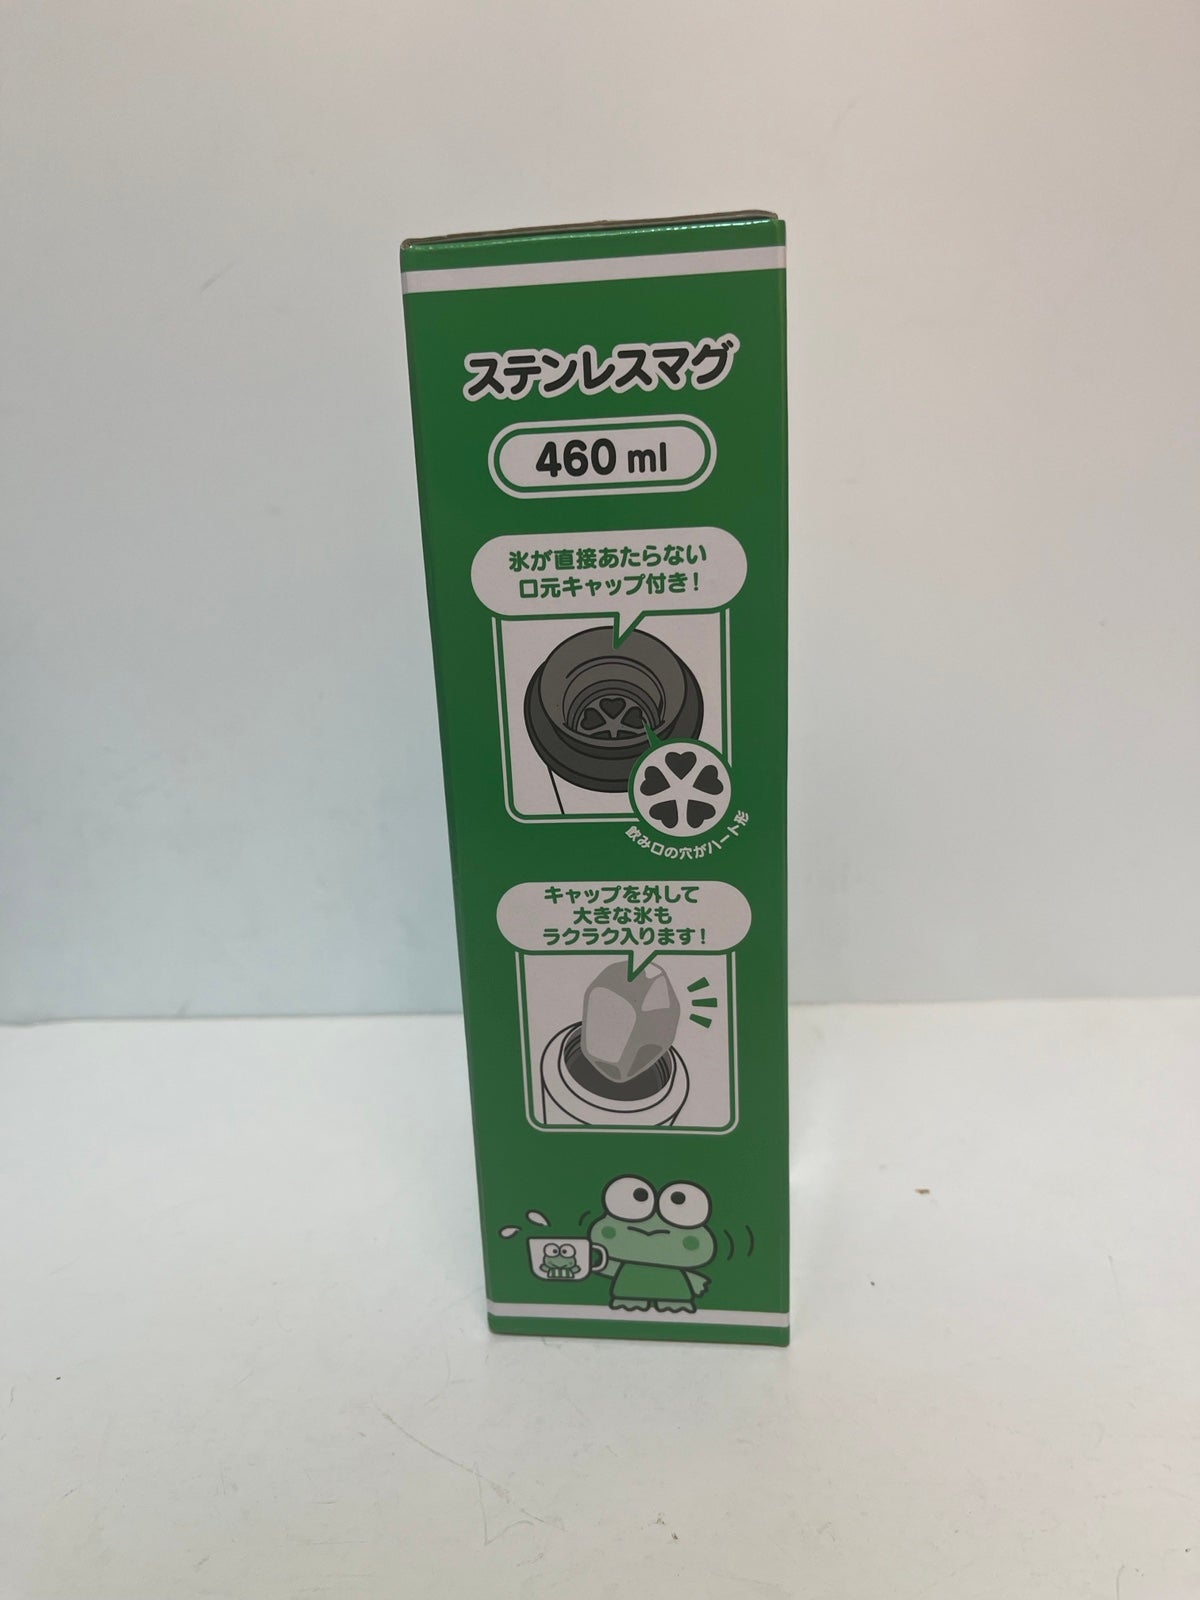 ステンレスマグ
460 ml
氷が直接あたらない
口元キャップ付き!
飲み口の穴がハート形
キャップを外して
大きな氷も
ラクラク入ります!